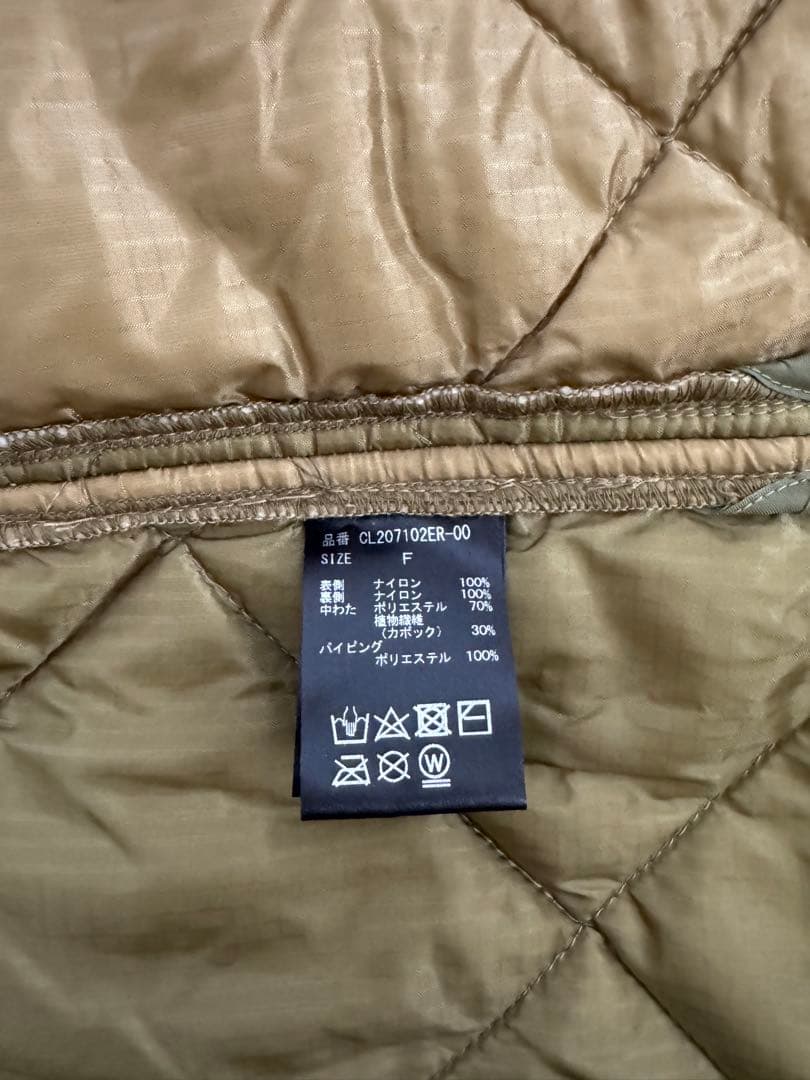 品番 CL207102ER-00
SIZE F
表側 ナイロン 100%
裏側 ナイロン 100%
中わた ポリエステル 70%
植物繊維
(カポック) 30%
パイピング
ポリエステル 100%
W